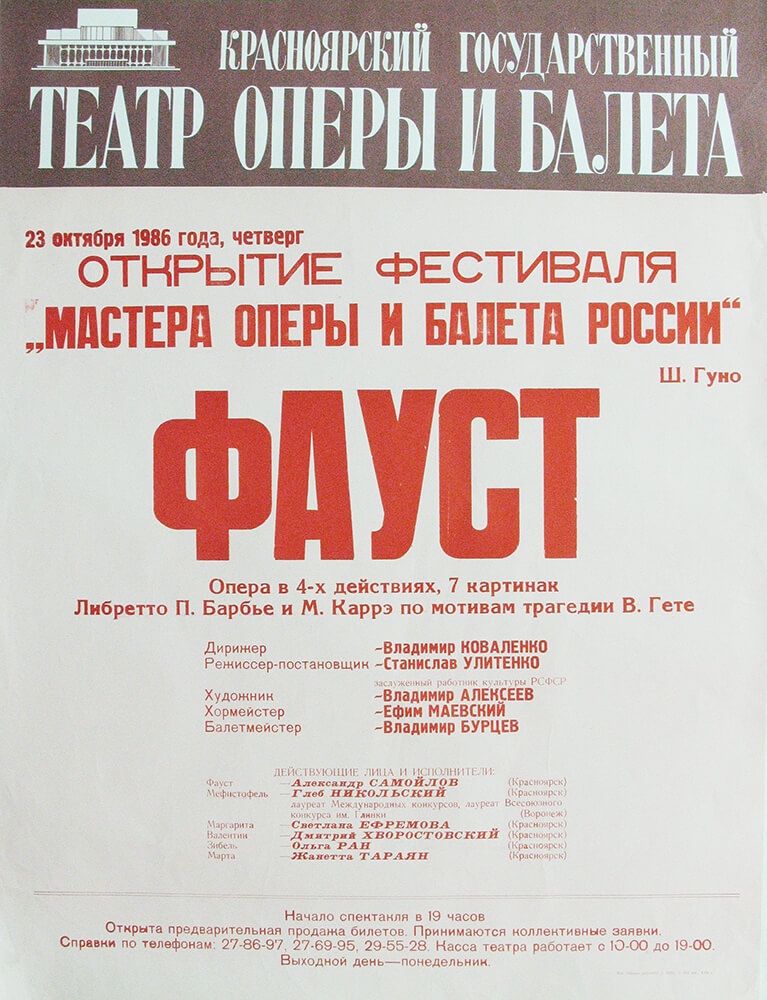 КРАСНОЯРСКИЙ ГОСУДАРСТВЕННЫЙ
ТЕАТР ОПЕРЫ И БАЛЕТА
23 октября 1986 года, четверг
ОТКРЫТИЕ ФЕСТИВАЛЯ
„МАСТЕРА ОПЕРЫ И БАЛЕТА РОССИИ“
Ш. Гуно
ФАУСТ
Опера в 4-х действиях, 7 картинак
Либретто П. Барбье и М. Каррэ по мотивам трагедии В. Гете
Дирижер –Владимир КОВАЛЕНКО
Режиссер-постановщик –Станислав УЛИТЕНКО
заслуженный работник культуры РСФСР
Художник –Владимир АЛЕКСЕЕВ
Хормейстер –Ефим МАЕВСКИЙ
Балетмейстер –Владимир БУРЦЕВ
ДЕЙСТВУЮЩИЕ ЛИЦА И ИСПОЛНИТЕЛИ:
Фауст —Александр САМОЙЛОВ (Красноярск)
Мефистофель —Глеб НИКОЛЬСКИЙ (Красноярск)
лауреат Международных конкурсов, лауреат Всесоюзного
конкурса им. Глинки (Воронеж)
Маргарита —Светлана ЕФРЕМОВА (Красноярск)
Валентин —Дмитрий ХВОРОСТОВСКИЙ (Красноярск)
Зибель —Ольга РАН (Красноярск)
Марта —Жанетта ТАРАЯН (Красноярск)
Начало спектакля в 19 часов
Открыта предварительная продажа билетов. Принимаются коллективные заявки.
Справки по телефонам: 27-86-97, 27-69-95, 29-55-28. Касса театра работает с 10-00 до 19-00.
Выходной день—понедельник.